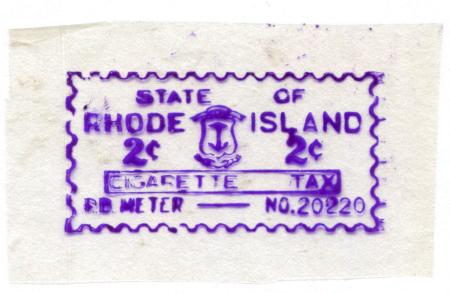 STATE OF
RHODE ISLAND
2¢ 2¢
CIGARETTE TAX
P.B. METER — NO. 20220